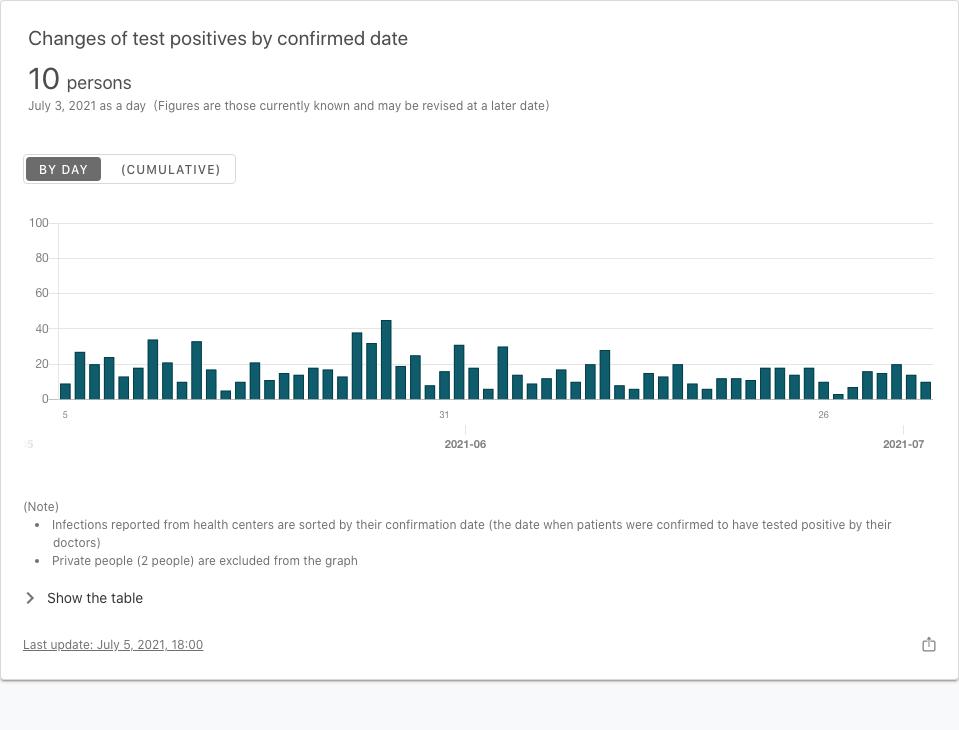 Changes of test positives by confirmed date
10 persons
July 3, 2021 as a day (Figures are those currently known and may be revised at a later date)
BY DAY (CUMULATIVE)
100
80
60
40
20
0
5 31 26
2021-06 2021-07
(Note)
• Infections reported from health centers are sorted by their confirmation date (the date when patients were confirmed to have tested positive by their
doctors)
• Private people (2 people) are excluded from the graph
Show the table
Last update: July 5, 2021, 18:00